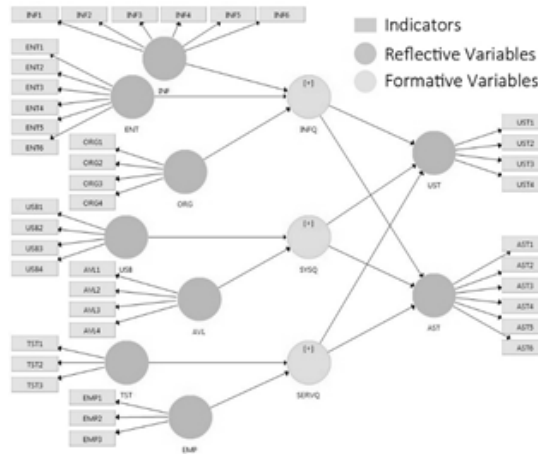 INF1 INF2 INF3 INF4 INF5 INF6
Indicators
Reflective Variables
Formative Variables
ENT1
ENT2
ENT3
ENT4
ENT5
ENT6
INF
ENT
[+]
INFQ
ORG1
ORG2
ORG3
ORG4
ORG
UST1
UST2
UST3
UST4
UST
USB1
USB2
USB3
USB4
USB
[+]
SYSQ
AVL1
AVL2
AVL3
AVL4
AVL
AST1
AST2
AST3
AST4
AST5
AST6
AST
TST1
TST2
TST3
TST
[+]
SERVQ
EMP1
EMP2
EMP3
EMP